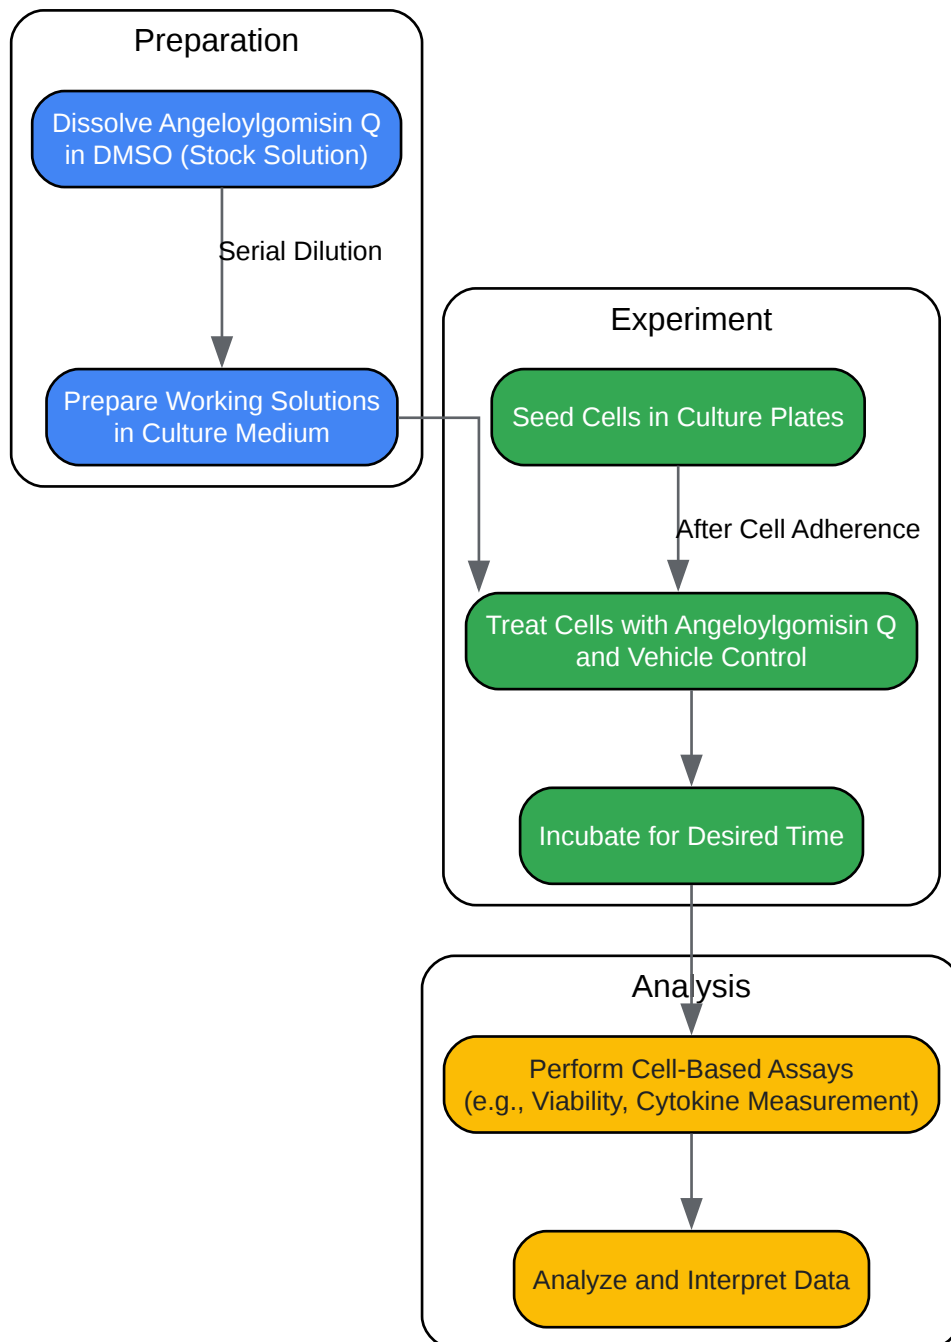 Preparation
Dissolve Angeloylgomisin Q
in DMSO (Stock Solution)
Serial Dilution
Prepare Working Solutions
in Culture Medium
Experiment
Seed Cells in Culture Plates
After Cell Adherence
Treat Cells with Angeloylgomisin Q
and Vehicle Control
Incubate for Desired Time
Analysis
Perform Cell-Based Assays
(e.g., Viability, Cytokine Measurement)
Analyze and Interpret Data